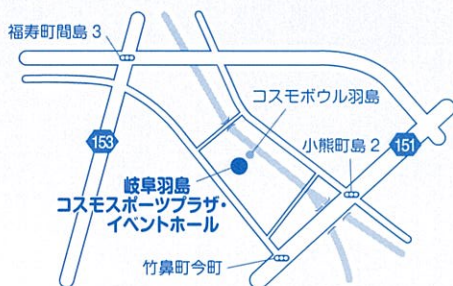 福寿町間島 3
コスモボウル羽島
小熊町島 2
153
151
岐阜羽島
コスモスポーツプラザ・
イベントホール
竹鼻町今町